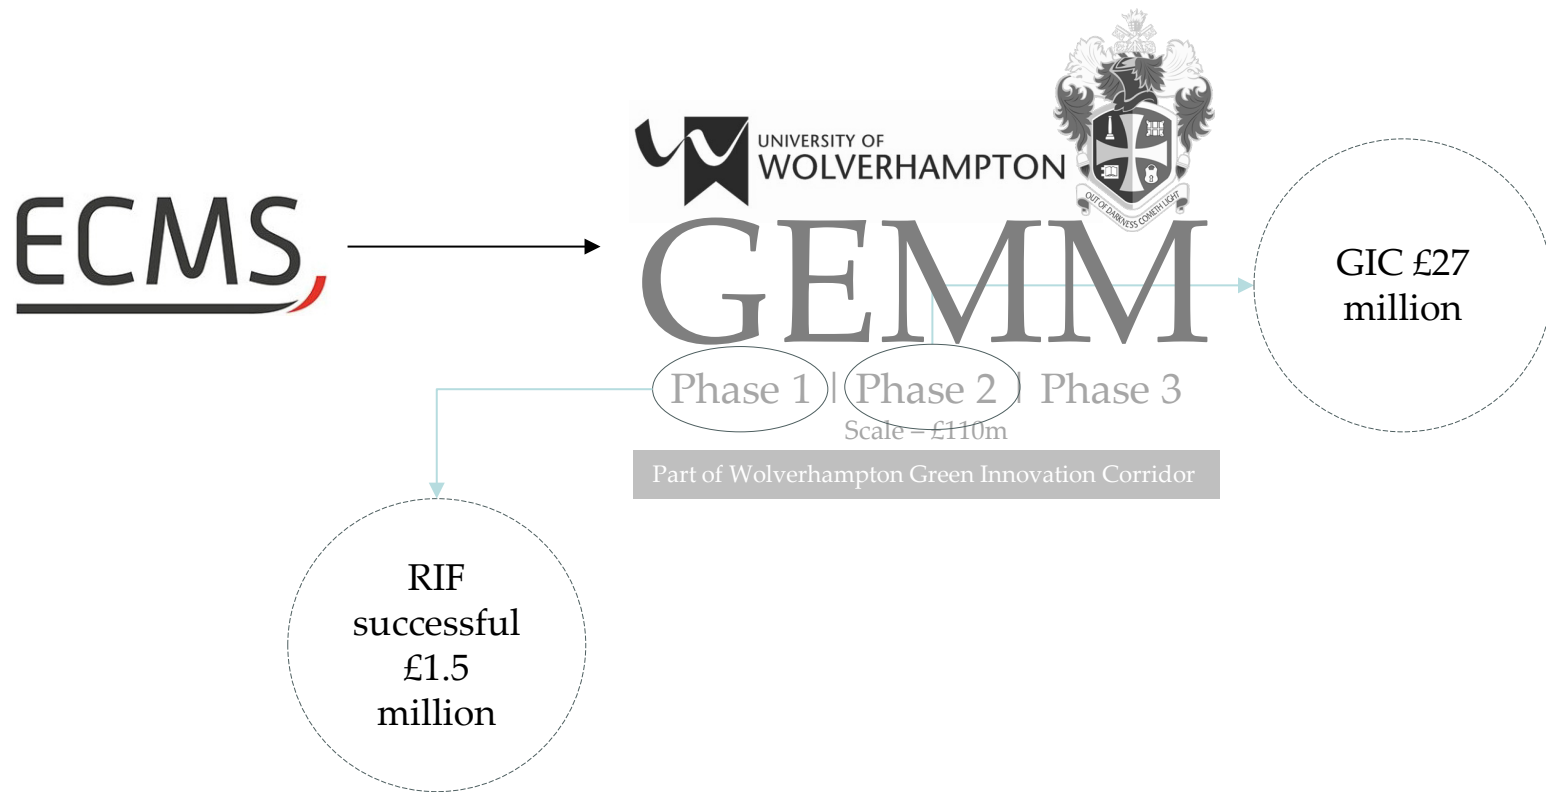 ECMS
UNIVERSITY OF
WOLVERHAMPTON
OUT OF DARKNESS COMETH LIGHT
GEMM
Phase 1 | Phase 2 | Phase 3
Scale – £110m
Part of Wolverhampton Green Innovation Corridor
GIC £27
million
RIF
successful
£1.5
million